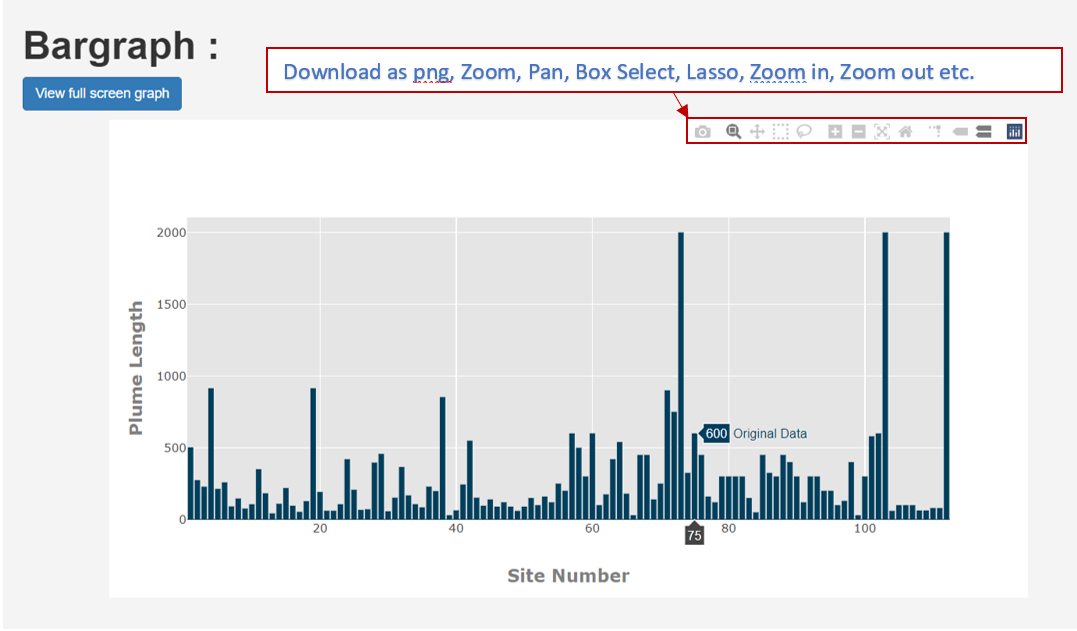 Bargraph :
Download as png, Zoom, Pan, Box Select, Lasso, Zoom in, Zoom out etc.
View full screen graph
2000
1500
1000
500
0
Plume Length
600 Original Data
20
40
60
80
100
75
Site Number